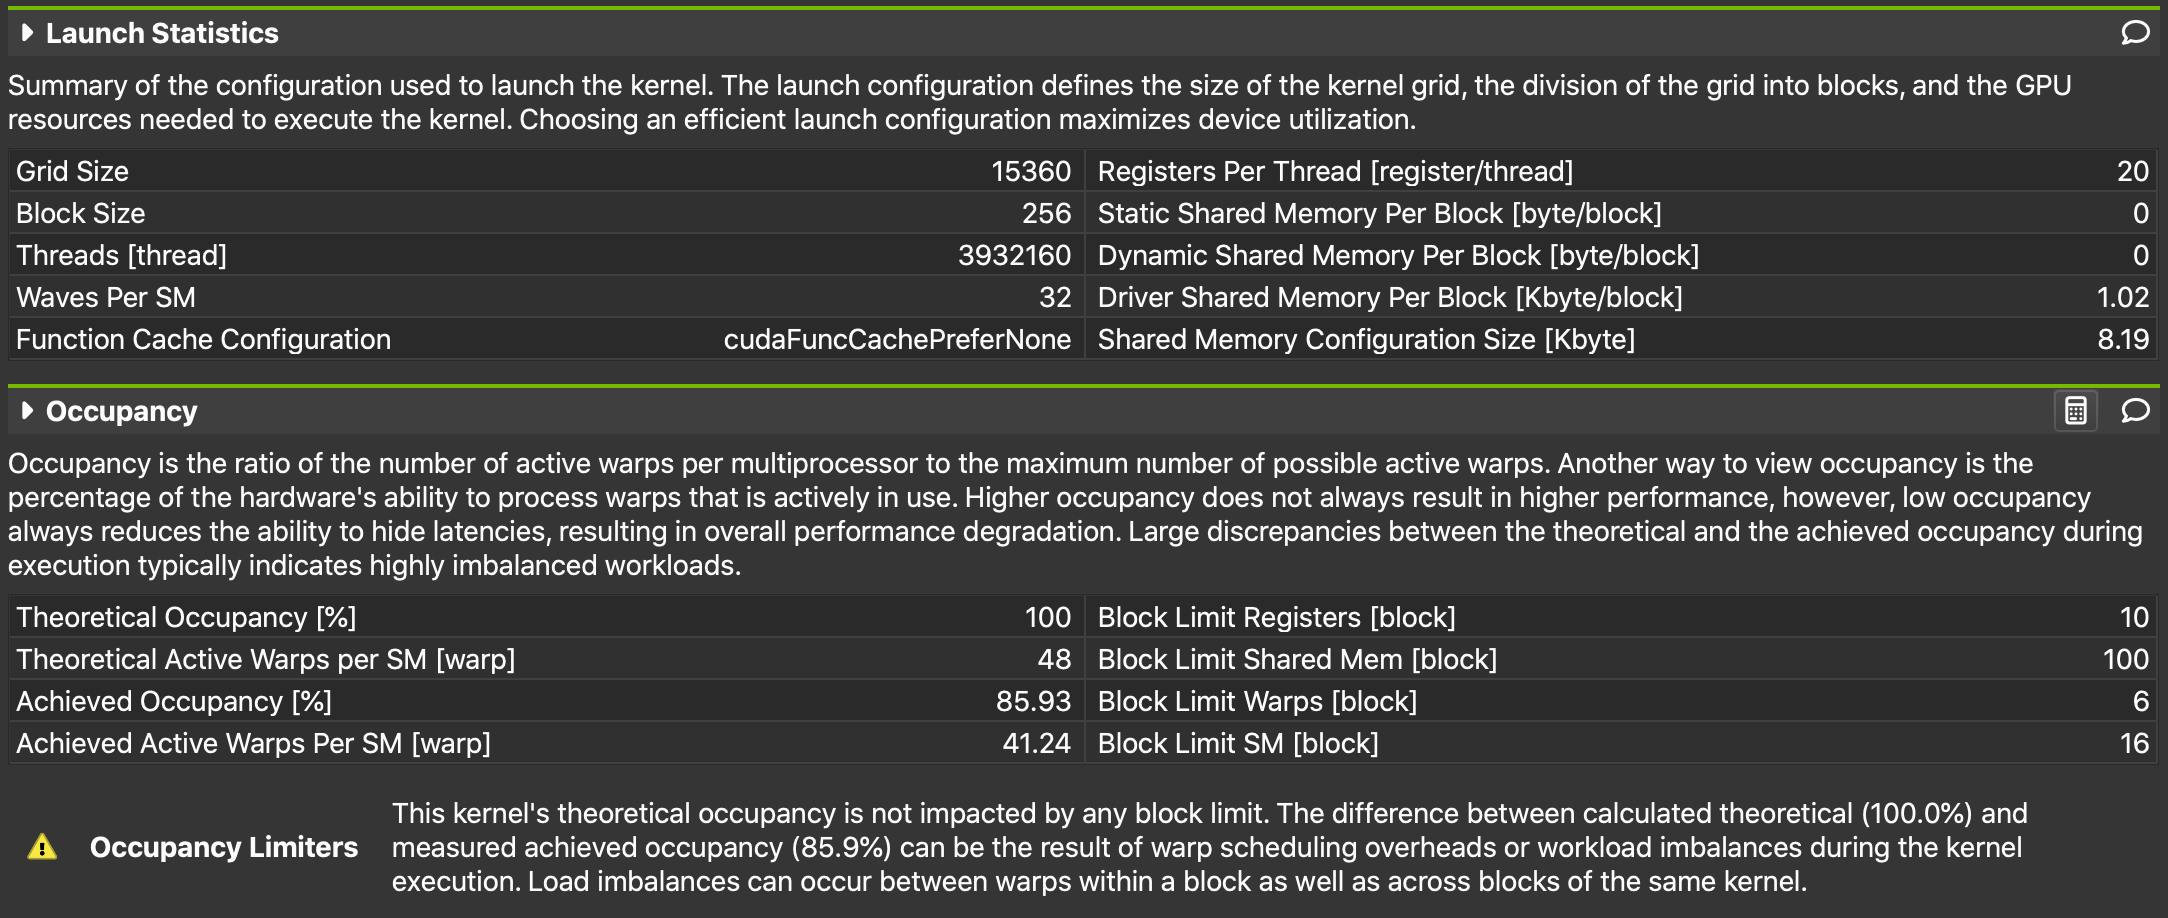 Launch Statistics
Summary of the configuration used to launch the kernel. The launch configuration defines the size of the kernel grid, the division of the grid into blocks, and the GPU
resources needed to execute the kernel. Choosing an efficient launch configuration maximizes device utilization.
Grid Size 15360 Registers Per Thread [register/thread] 20
Block Size 256 Static Shared Memory Per Block [byte/block] 0
Threads [thread] 3932160 Dynamic Shared Memory Per Block [byte/block] 0
Waves Per SM 32 Driver Shared Memory Per Block [Kbyte/block] 1.02
Function Cache Configuration cudaFuncCachePreferNone Shared Memory Configuration Size [Kbyte] 8.19
Occupancy
Occupancy is the ratio of the number of active warps per multiprocessor to the maximum number of possible active warps. Another way to view occupancy is the
percentage of the hardware's ability to process warps that is actively in use. Higher occupancy does not always result in higher performance, however, low occupancy
always reduces the ability to hide latencies, resulting in overall performance degradation. Large discrepancies between the theoretical and the achieved occupancy during
execution typically indicates highly imbalanced workloads.
Theoretical Occupancy [%] 100 Block Limit Registers [block] 10
Theoretical Active Warps per SM [warp] 48 Block Limit Shared Mem [block] 100
Achieved Occupancy [%] 85.93 Block Limit Warps [block] 6
Achieved Active Warps Per SM [warp] 41.24 Block Limit SM [block] 16
This kernel's theoretical occupancy is not impacted by any block limit. The difference between calculated theoretical (100.0%) and
Occupancy Limiters measured achieved occupancy (85.9%) can be the result of warp scheduling overheads or workload imbalances during the kernel
execution. Load imbalances can occur between warps within a block as well as across blocks of the same kernel.